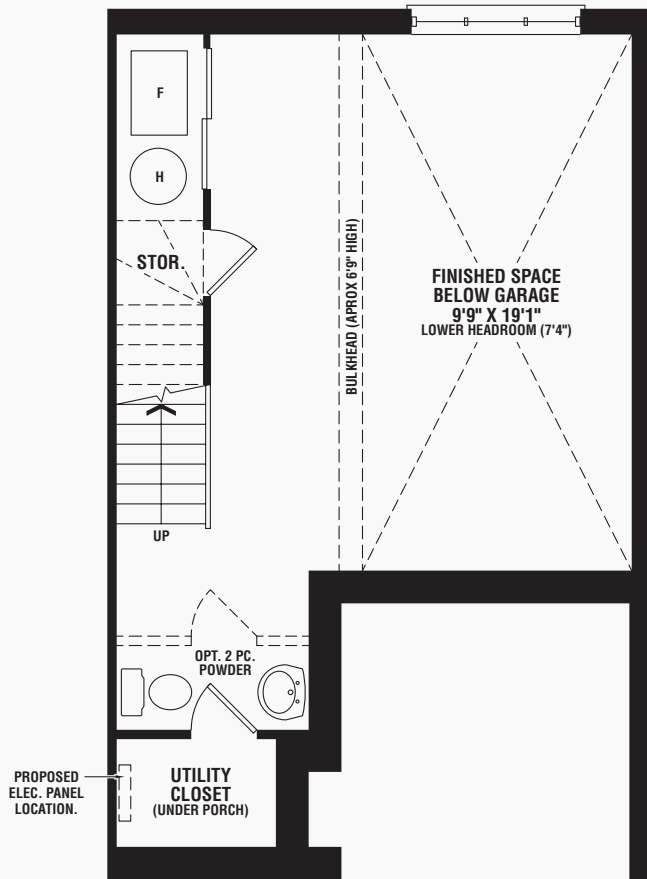 F
H
STOR.
BULKHEAD (APROX 6'9" HIGH)
FINISHED SPACE
BELOW GARAGE
9'9" X 19'1"
LOWER HEADROOM (7'4")
UP
OPT. 2 PC.
POWDER
PROPOSED
ELEC. PANEL
LOCATION.
UTILITY
CLOSET
(UNDER PORCH)